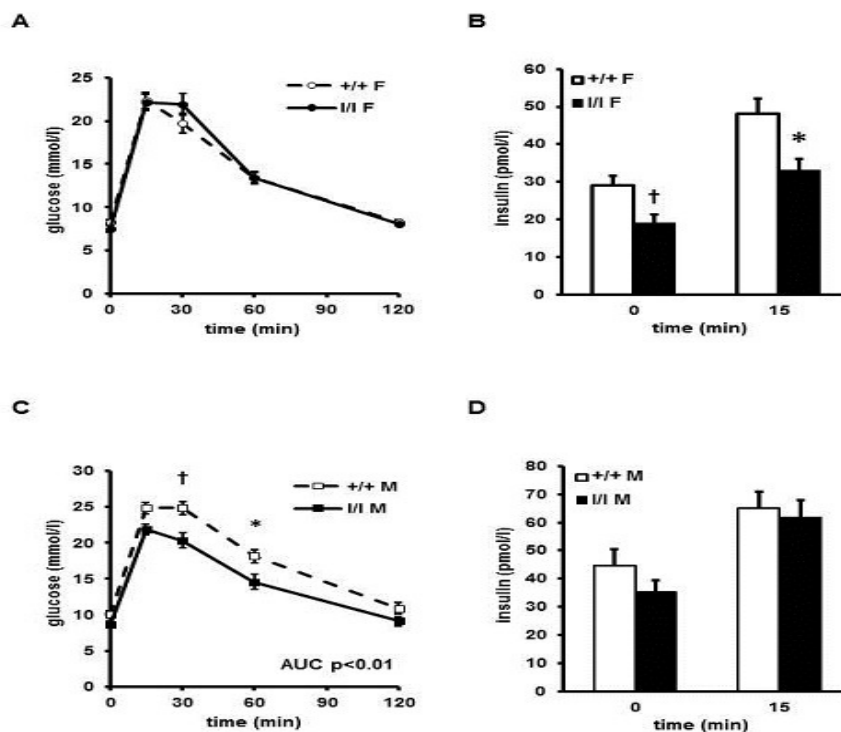 A
25
20
15
10
5
0
glucose (mmol/l)
+/+ F
I/I F
0 30 60 90 120
time (min)
B
60
50
40
30
20
10
0
Insulin (pmol/l)
+/+ F
I/I F
†
*
0 15
time (min)
C
30
25
20
15
10
5
0
glucose (mmol/l)
†
*
+/+ M
I/I M
AUC p<0.01
0 30 60 90 120
time (min)
D
80
70
60
50
40
30
20
10
0
Insulin (pmol/l)
+/+ M
I/I M
0 15
time (min)